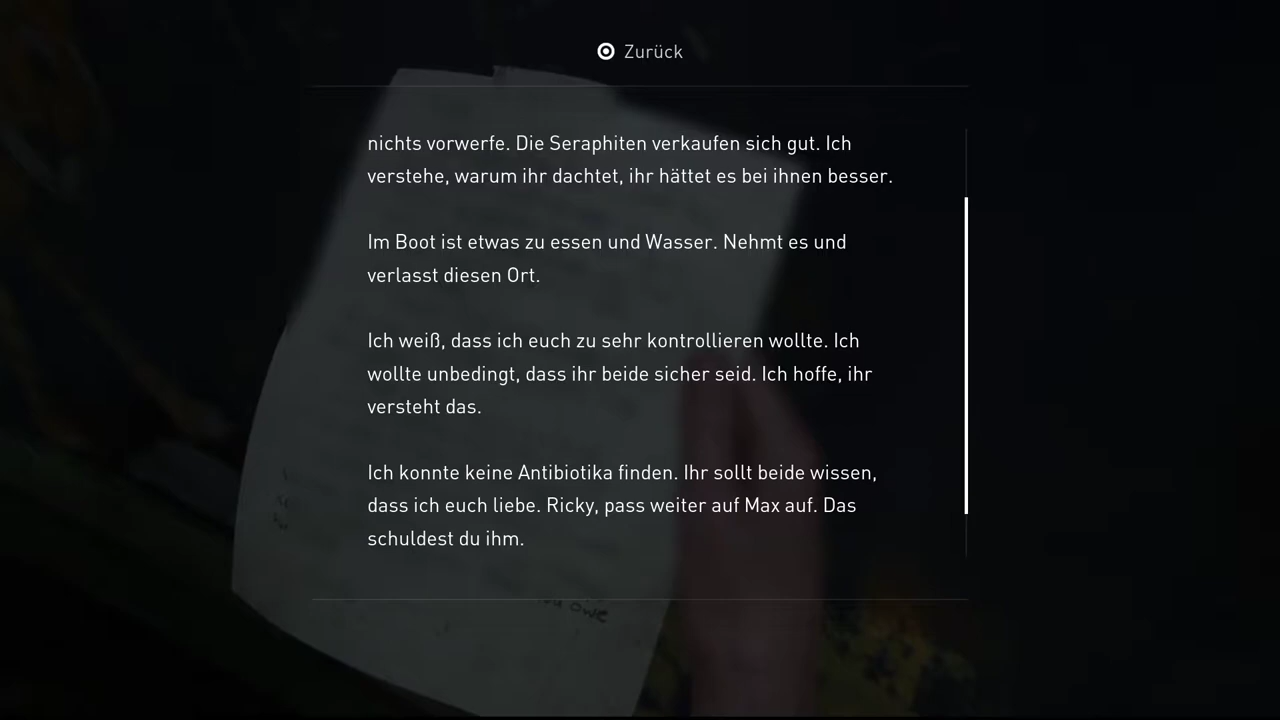 Zurück
nichts vorwerfe. Die Seraphiten verkaufen sich gut. Ich
verstehe, warum ihr dachtet, ihr hättet es bei ihnen besser.
Im Boot ist etwas zu essen und Wasser. Nehmt es und
verlasst diesen Ort.
Ich weiß, dass ich euch zu sehr kontrollieren wollte. Ich
wollte unbedingt, dass ihr beide sicher seid. Ich hoffe, ihr
versteht das.
Ich konnte keine Antibiotika finden. Ihr sollt beide wissen,
dass ich euch liebe. Ricky, pass weiter auf Max auf. Das
schuldest du ihm.
owe